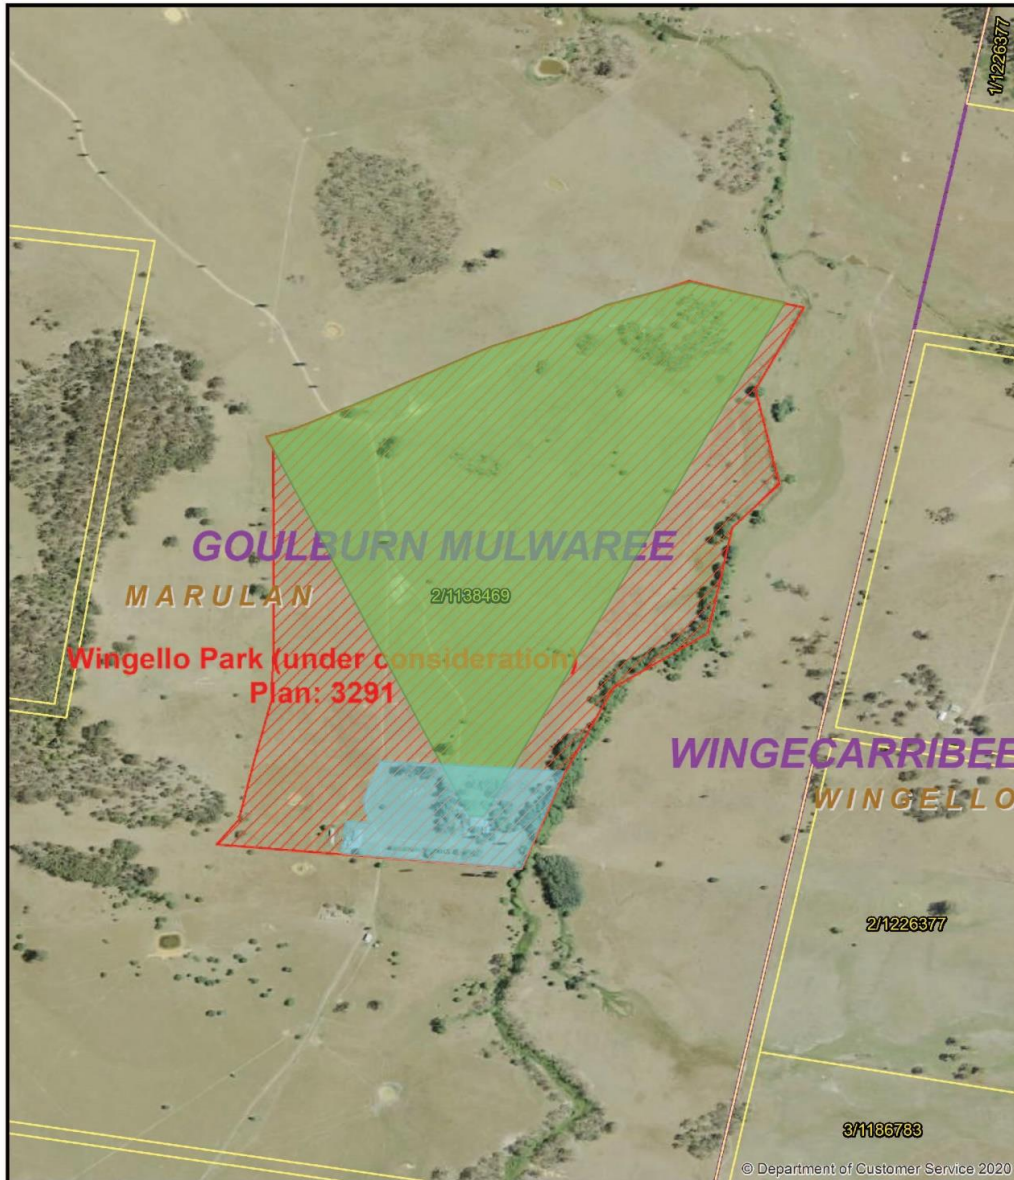 1/1226377
GOULBURN MULWAREE
MARULAN
2/1138469
Wingello Park (under consideration)
Plan: 3291
WINGECARRIBEE
WINGELLO
2/1226377
3/1186783
© Department of Customer Service 2020